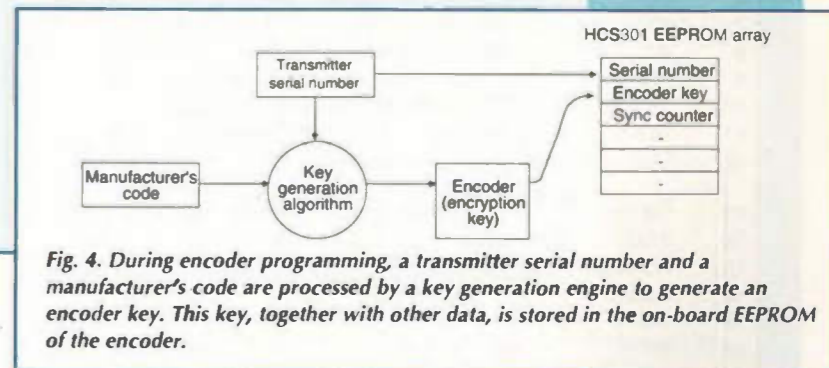 HCS301 EEPROM array
Transmitter
serial number
Serial number
Encoder key
Sync counter
-
-
-
Manufacturer's
code
Key
generation
algorithm
Encoder
(encryption
key)
Fig. 4. During encoder programming, a transmitter serial number and a
manufacturer's code are processed by a key generation engine to generate an
encoder key. This key, together with other data, is stored in the on-board EEPROM
of the encoder.